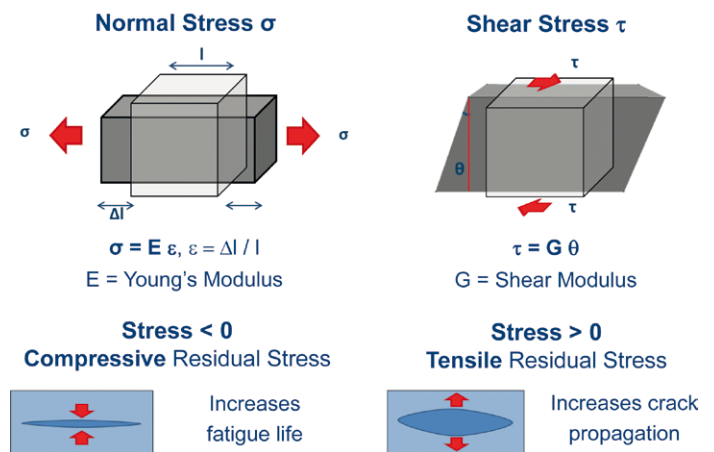 Normal Stress σ
l
σ
σ
Δl
σ = E ε, ε = Δl / l
E = Young's Modulus
Shear Stress τ
τ
θ
τ
τ = G θ
G = Shear Modulus
Stress < 0
Compressive Residual Stress
Increases
fatigue life
Stress > 0
Tensile Residual Stress
Increases crack
propagation